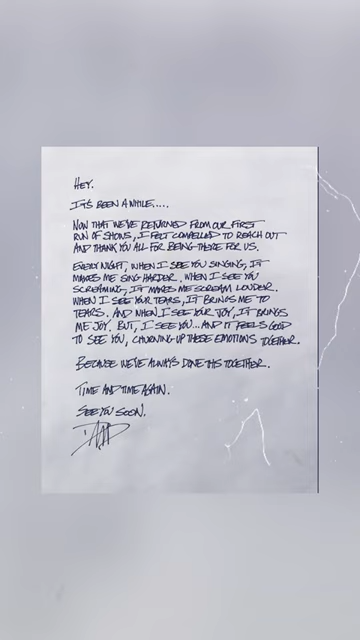 HEY.
IT'S BEEN A WHILE....
NOW THAT WE'VE RETURNED FROM OUR FIRST
RUN OF SHOWS, I FELT COMPELLED TO REACH OUT
AND THANK YOU ALL FOR BEING THERE FOR US.
EVERY NIGHT, WHEN I SEE YOU SINGING, IT
MAKES ME SING HARDER. WHEN I SEE YOU
SCREAMING, IT MAKES ME SCREAM LOUDER.
WHEN I SEE YOUR TEARS, IT BRINGS ME TO
TEARS. AND WHEN I SEE YOUR JOY, IT BRINGS
ME JOY. BUT, I SEE YOU... AND IT FEELS GOOD
TO SEE YOU, CHURNING UP THESE EMOTIONS TOGETHER.
BECAUSE WE'VE ALWAYS DONE THIS TOGETHER.
TIME AND TIME AGAIN.
SEE YOU SOON.